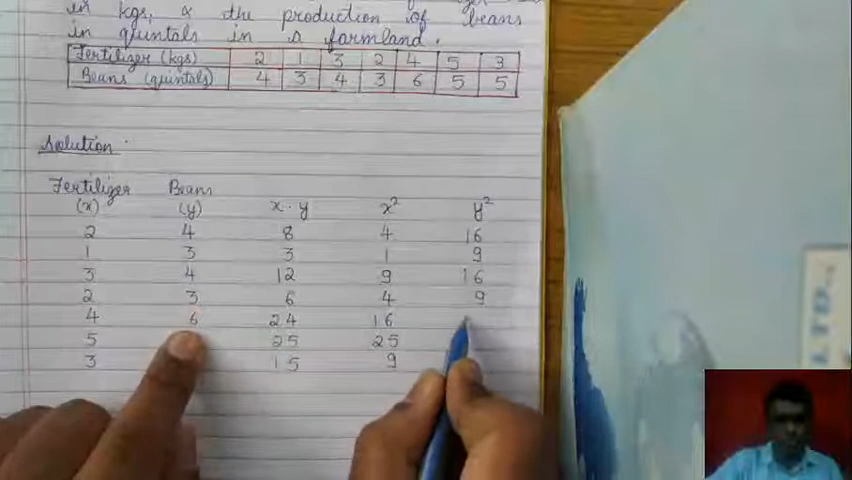 in kgs, & the production of beans
in quintals in a farmland.
Fertilizer (kgs) 2 1 3 2 4 5 3
Beans (quintals) 4 3 4 3 6 5 5
Solution
Fertilizer (x) Beans (y) x·y x² y²
2 4 8 4 16
1 3 3 1 9
3 4 12 9 16
2 3 6 4 9
4 6 24 16
5 25 25
3 15 9
LTD.